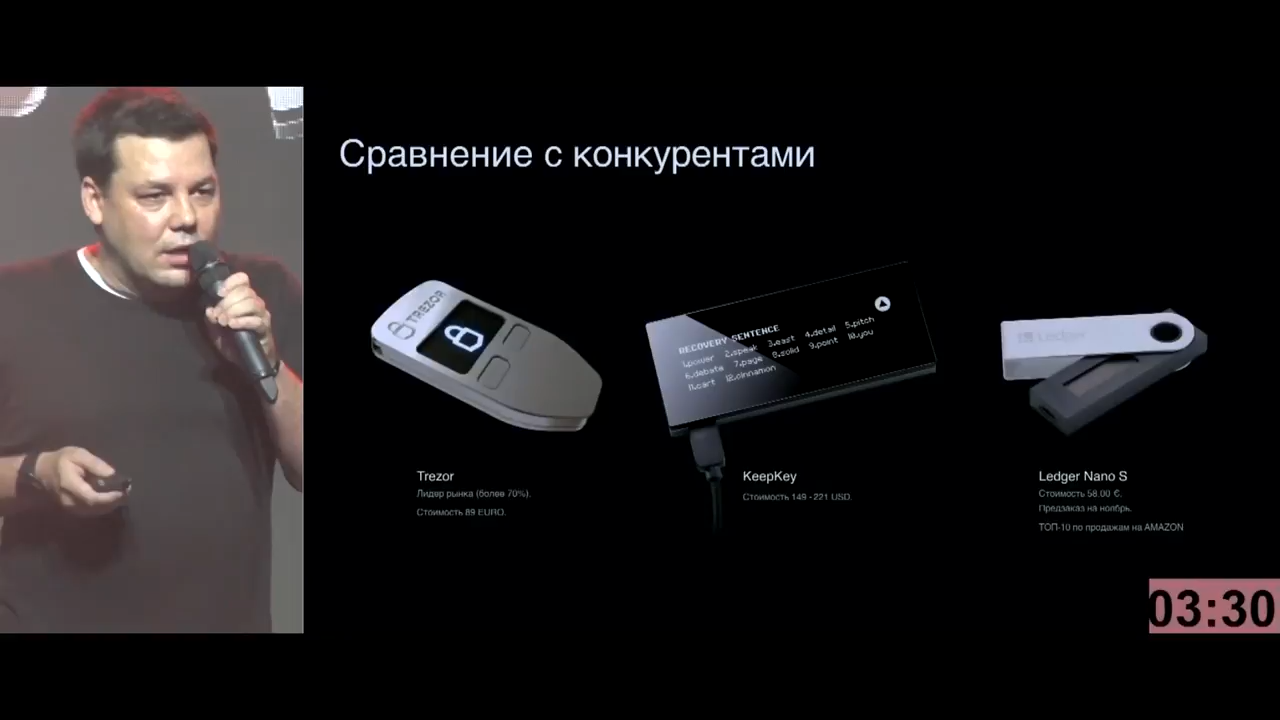 Сравнение с конкурентами
TREZOR
RECOVERY SENTENCE
1.power 2.speak 3.east 4.detail 5.pitch
6.debate 7.page 8.solid 9.point 10.you
11.cart 12.cinnamon
Ledger
Trezor
Лидер рынка (более 70%).
Стоимость 89 EURO.
KeepKey
Стоимость 149 - 221 USD.
Ledger Nano S
Стоимость 58.00 €.
Предзаказ на ноябрь.
ТОП-10 по продажам на AMAZON
03:30